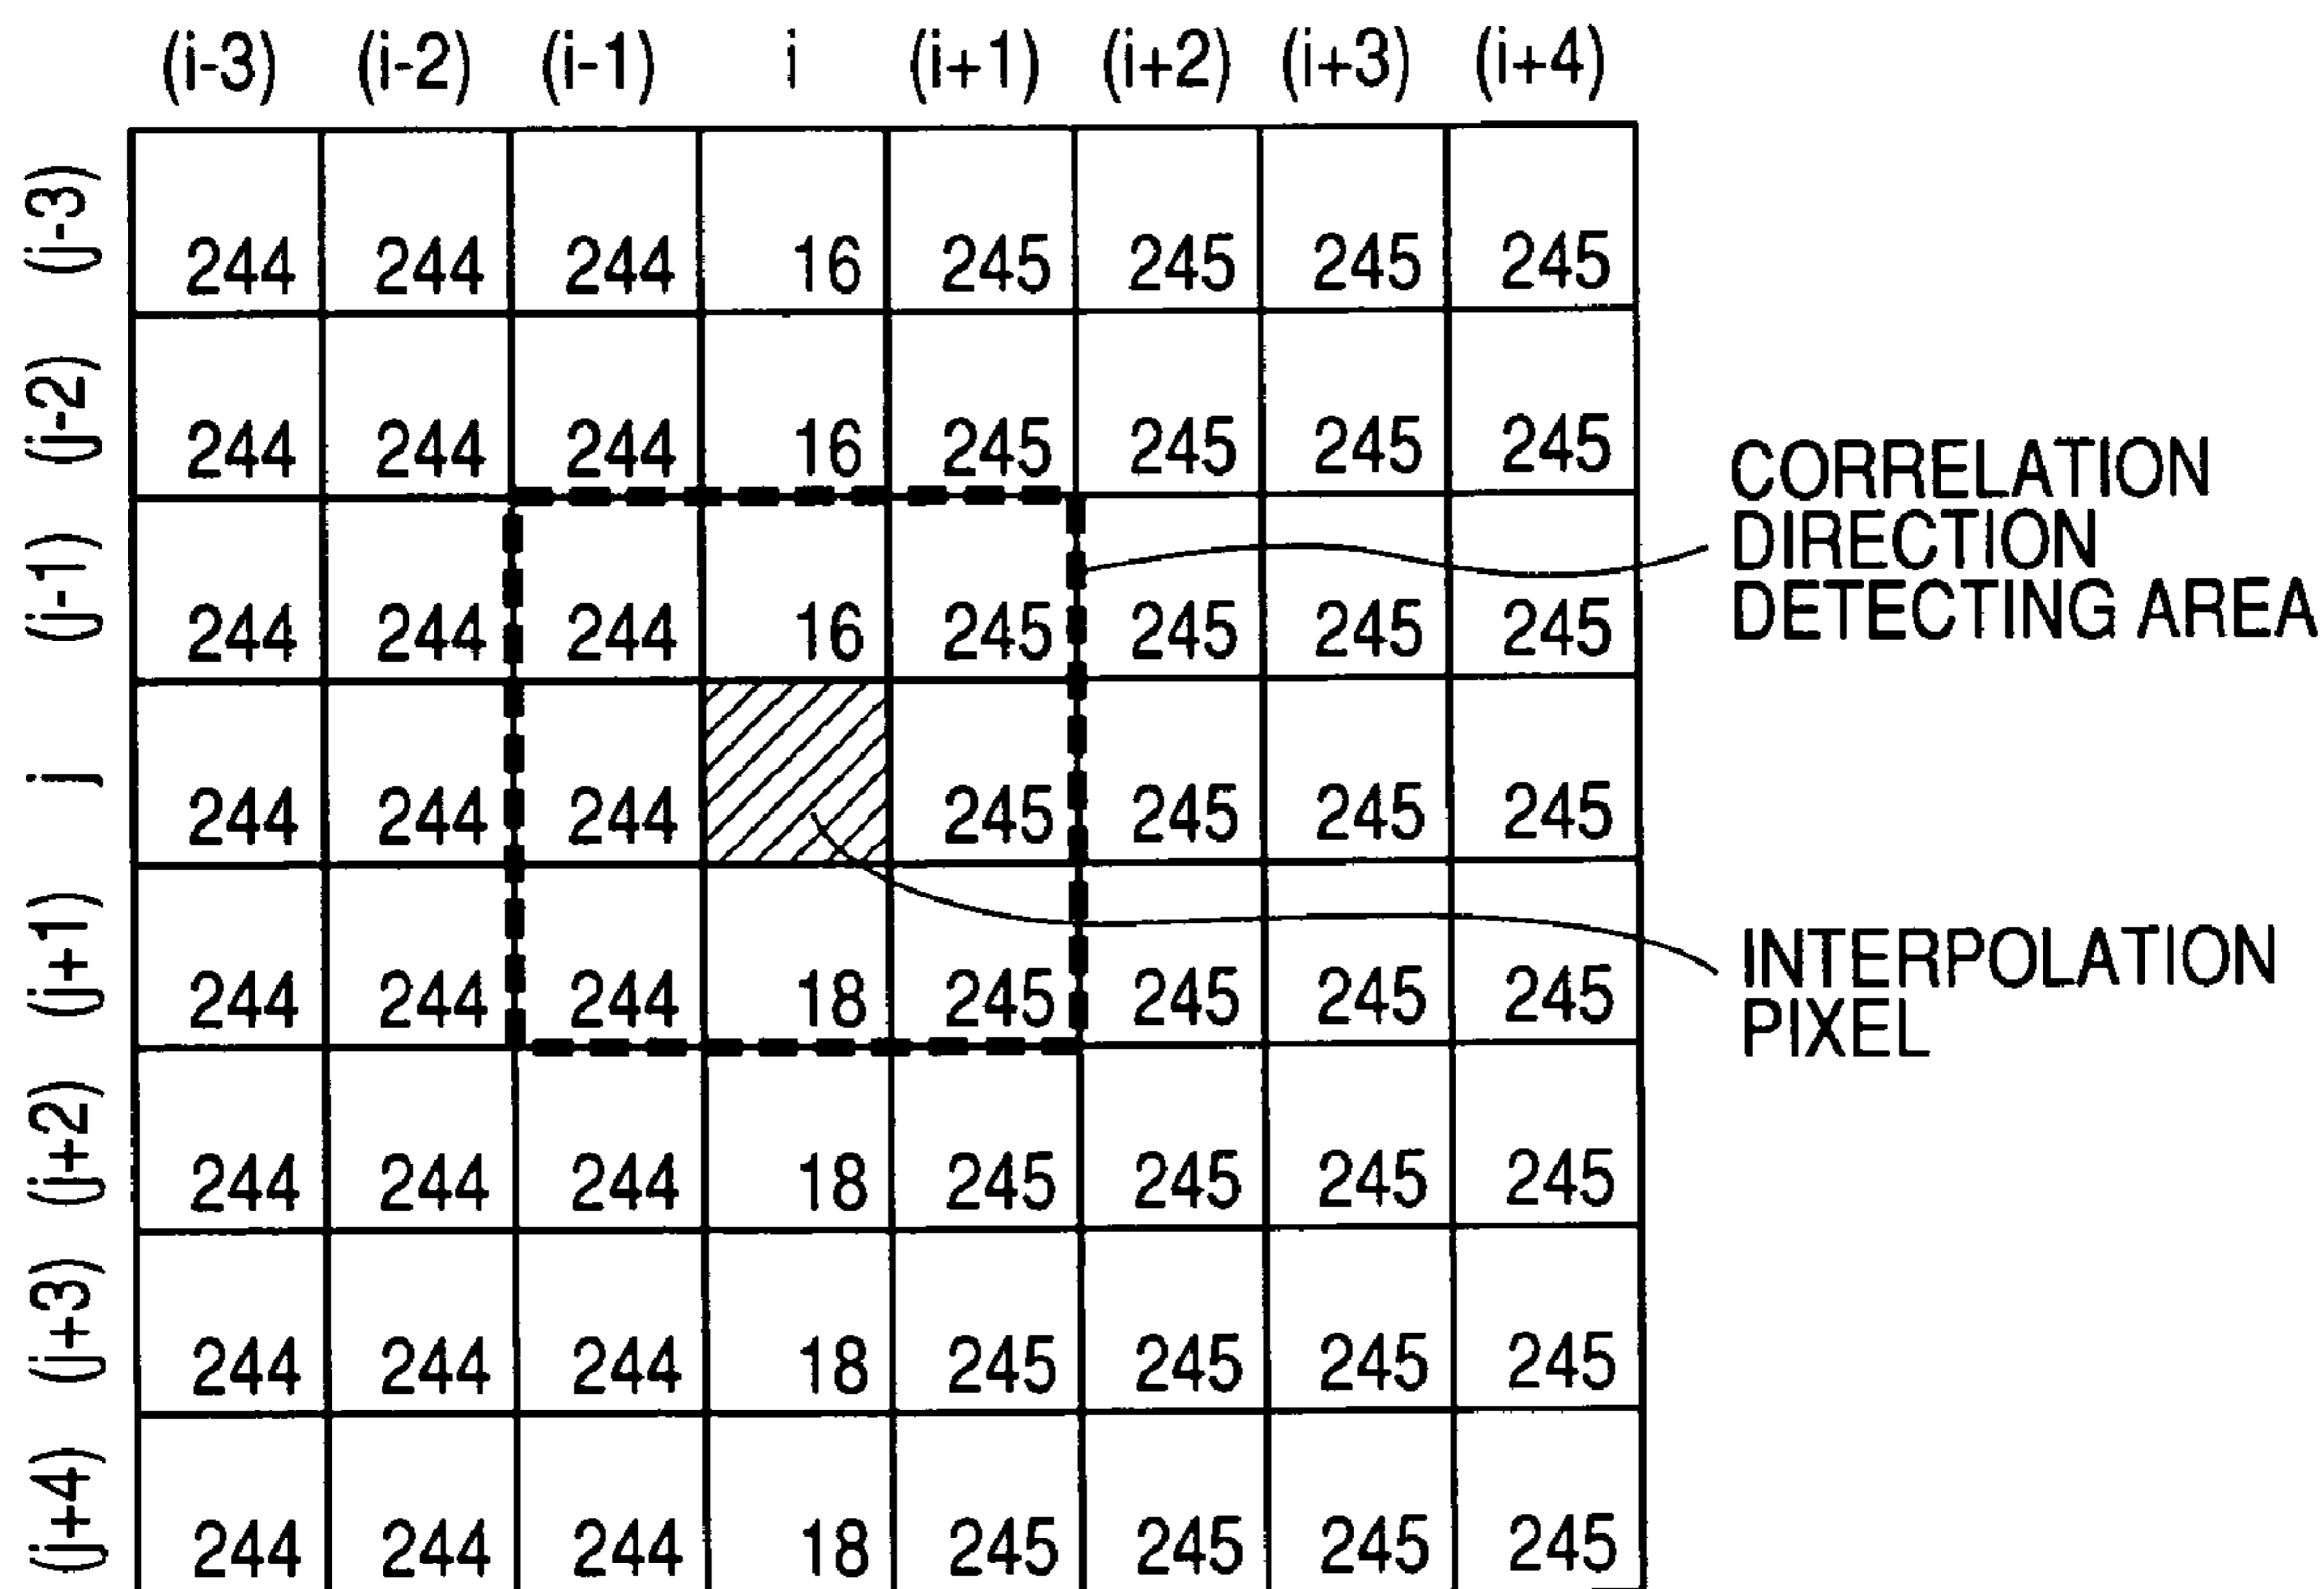 (i-3) (i-2) (i-1) i (i+1) (i+2) (i+3) (i+4)
(j-3) 244 244 244 16 245 245 245 245
(j-2) 244 244 244 16 245 245 245 245
(j-1) 244 244 244 16 245 245 245 245
j 244 244 244 245 245 245 245
(j+1) 244 244 244 18 245 245 245 245
(j+2) 244 244 244 18 245 245 245 245
(j+3) 244 244 244 18 245 245 245 245
(j+4) 244 244 244 18 245 245 245 245
CORRELATION
DIRECTION
DETECTING AREA
INTERPOLATION
PIXEL